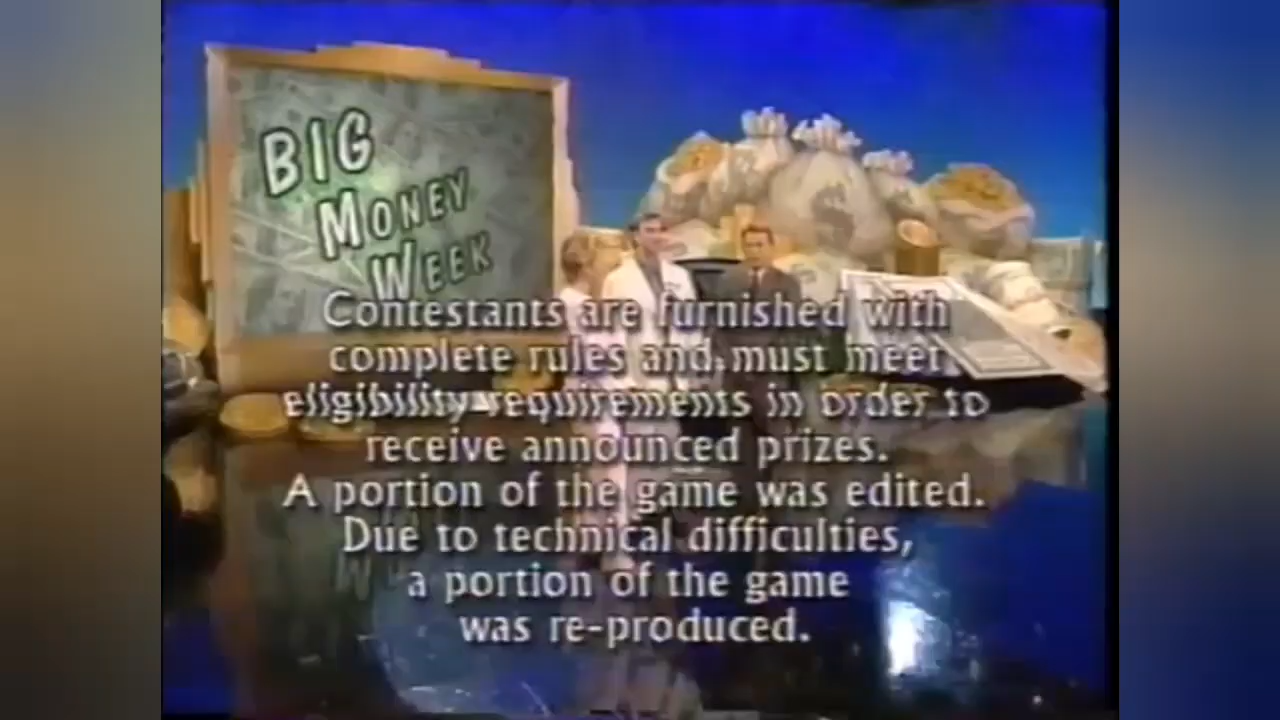 BIG
MONEY
WEEK
Contestants are furnished with
complete rules and must meet
eligibility requirements in order to
receive announced prizes.
A portion of the game was edited.
Due to technical difficulties,
a portion of the game
was re-produced.